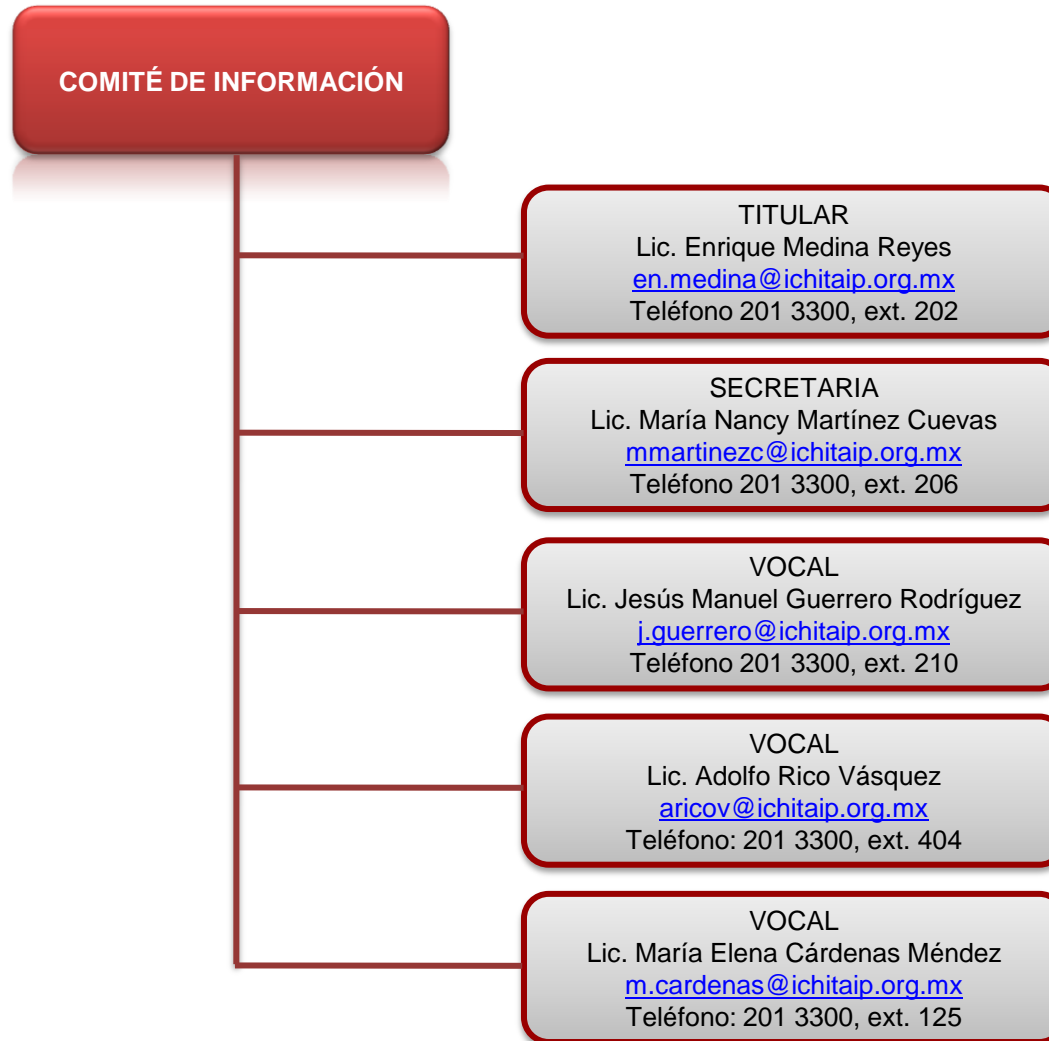 COMITÉ DE INFORMACIÓN
TITULAR
Lic. Enrique Medina Reyes
en.medina@ichitaip.org.mx
Teléfono 201 3300, ext. 202
SECRETARIA
Lic. María Nancy Martínez Cuevas
mmartinezc@ichitaip.org.mx
Teléfono 201 3300, ext. 206
VOCAL
Lic. Jesús Manuel Guerrero Rodríguez
j.guerrero@ichitaip.org.mx
Teléfono 201 3300, ext. 210
VOCAL
Lic. Adolfo Rico Vásquez
aricov@ichitaip.org.mx
Teléfono: 201 3300, ext. 404
VOCAL
Lic. María Elena Cárdenas Méndez
m.cardenas@ichitaip.org.mx
Teléfono: 201 3300, ext. 125